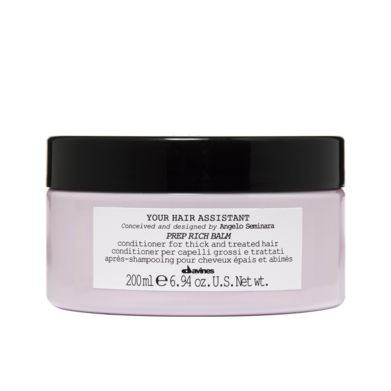 YOUR HAIR ASSISTANT
Conceived and designed by Angelo Seminara
PREP RICH BALM
conditioner for thick and treated hair
conditioner per capelli grossi e trattati
après-shampooing pour cheveux épais et abîmés
davines
200ml e 6.94 oz. U.S. Net wt.